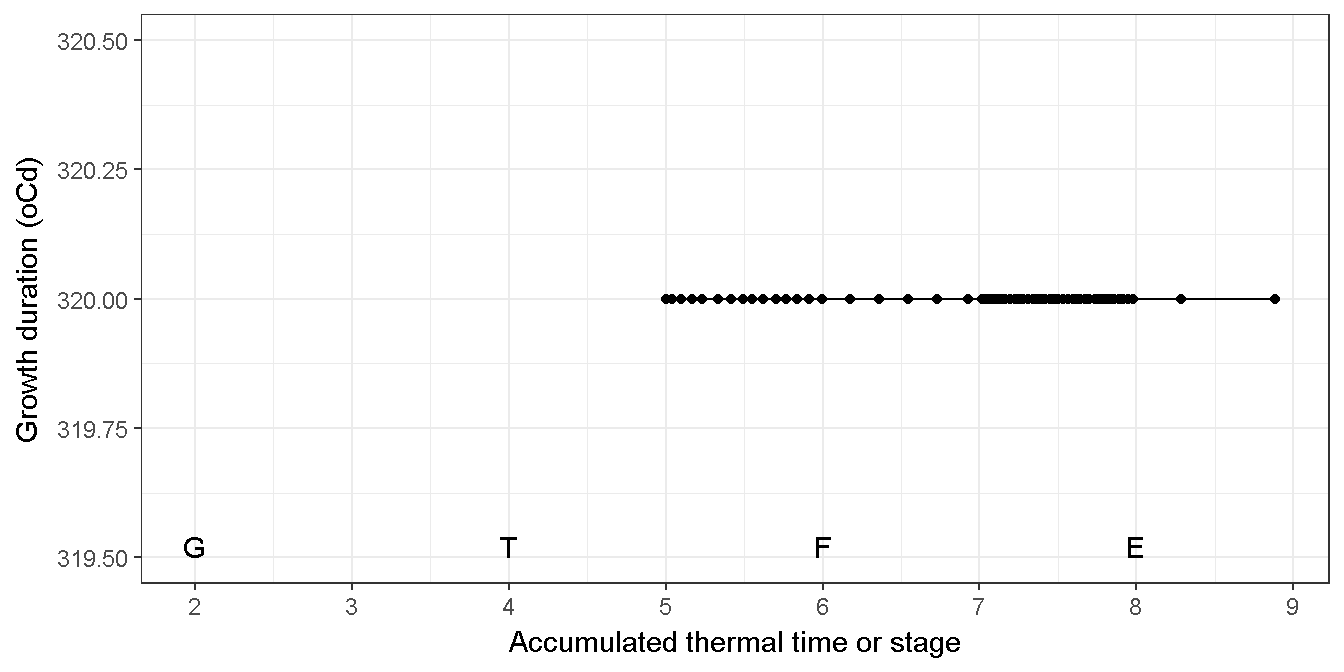 320.50
320.25
320.00
319.75
319.50
Growth duration (oCd)
G T F E
2 3 4 5 6 7 8 9
Accumulated thermal time or stage